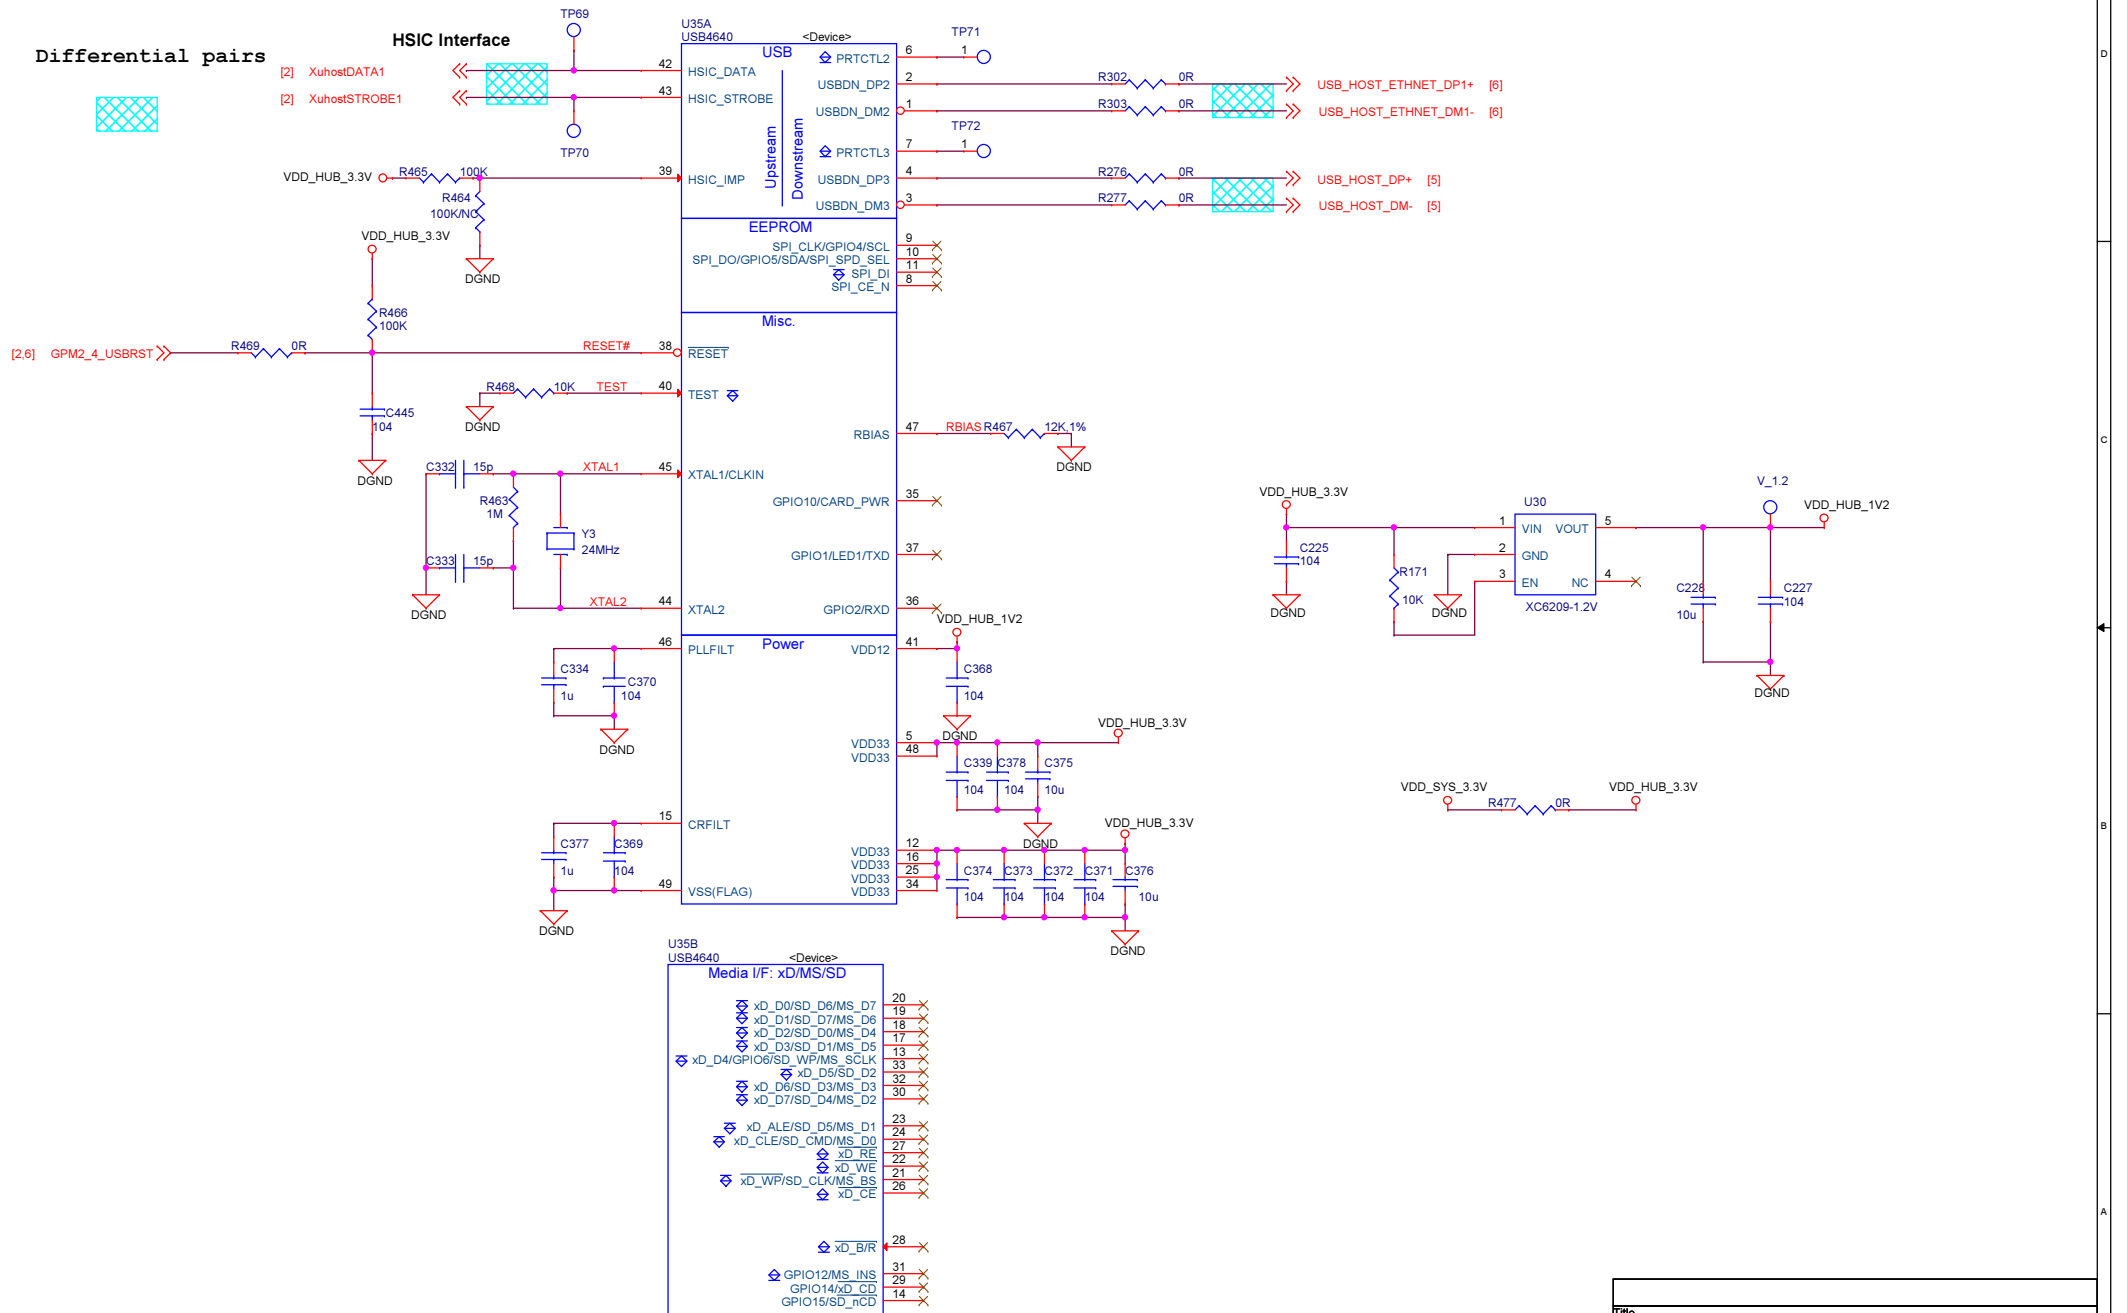 Differential pairs
HSIC Interface
TP69
[2] XuhostDATA1
[2] XuhostSTROBE1
TP70
VDD_HUB_3.3V
R465 100K
R464
100K/NC
DGND
VDD_HUB_3.3V
R466
100K
[2,6] GPM2_4_USBRST
R469 0R
RESET#
C445
104
DGND
R468 10K
TEST
DGND
C332 15p
XTAL1
R463
1M
Y3
24MHz
C333 15p
XTAL2
DGND
C334
1u
C370
104
DGND
C377
1u
C369
104
DGND
U35A
USB4640 <Device>
USB
Upstream
Downstream
42 HSIC_DATA
43 HSIC_STROBE
39 HSIC_IMP
PRTCTL2 6
USBDN_DP2 2
USBDN_DM2 1
PRTCTL3 7
USBDN_DP3 4
USBDN_DM3 3
EEPROM
SPI_CLK/GPIO4/SCL 9
SPI_DO/GPIO5/SDA/SPI_SPD_SEL 10
SPI_DI 11
SPI_CE_N 8
Misc.
38 RESET
40 TEST
RBIAS 47
45 XTAL1/CLKIN
GPIO10/CARD_PWR 35
GPIO1/LED1/TXD 37
44 XTAL2
GPIO2/RXD 36
Power
46 PLLFILT
VDD12 41
VDD33 5
VDD33 48
15 CRFILT
VDD33 12
VDD33 16
VDD33 25
VDD33 34
49 VSS(FLAG)
TP71
1
R302 0R
USB_HOST_ETHNET_DP1+ [6]
R303 0R
USB_HOST_ETHNET_DM1- [6]
TP72
1
R276 0R
USB_HOST_DP+ [5]
R277 0R
USB_HOST_DM- [5]
RBIAS R467 12K,1%
DGND
VDD_HUB_1V2
C368
104
DGND
VDD_HUB_3.3V
C339 C378 C375
104 104 10u
DGND
VDD_HUB_3.3V
C374 C373 C372 C371 C376
104 104 104 104 10u
DGND
VDD_HUB_3.3V
C225
104
DGND
R171
10K
DGND
U30
1 VIN VOUT 5
2 GND
3 EN NC 4
XC6209-1.2V
V_1.2
VDD_HUB_1V2
C228
10u
C227
104
DGND
VDD_SYS_3.3V
R477 0R
VDD_HUB_3.3V
U35B
USB4640 <Device>
Media I/F: xD/MS/SD
xD_D0/SD_D6/MS_D7 20
xD_D1/SD_D7/MS_D6 19
xD_D2/SD_D0/MS_D4 18
xD_D3/SD_D1/MS_D5 17
xD_D4/GPIO6/SD_WP/MS_SCLK 13
xD_D5/SD_D2 33
xD_D6/SD_D3/MS_D3 32
xD_D7/SD_D4/MS_D2 30
xD_ALE/SD_D5/MS_D1 23
xD_CLE/SD_CMD/MS_D0 24
xD_RE 27
xD_WE 22
xD_WP/SD_CLK/MS_BS 21
xD_CE 26
xD_B/R 28
GPIO12/MS_INS 31
GPIO14/xD_CD 29
GPIO15/SD_nCD 14
D
C
B
A
Title